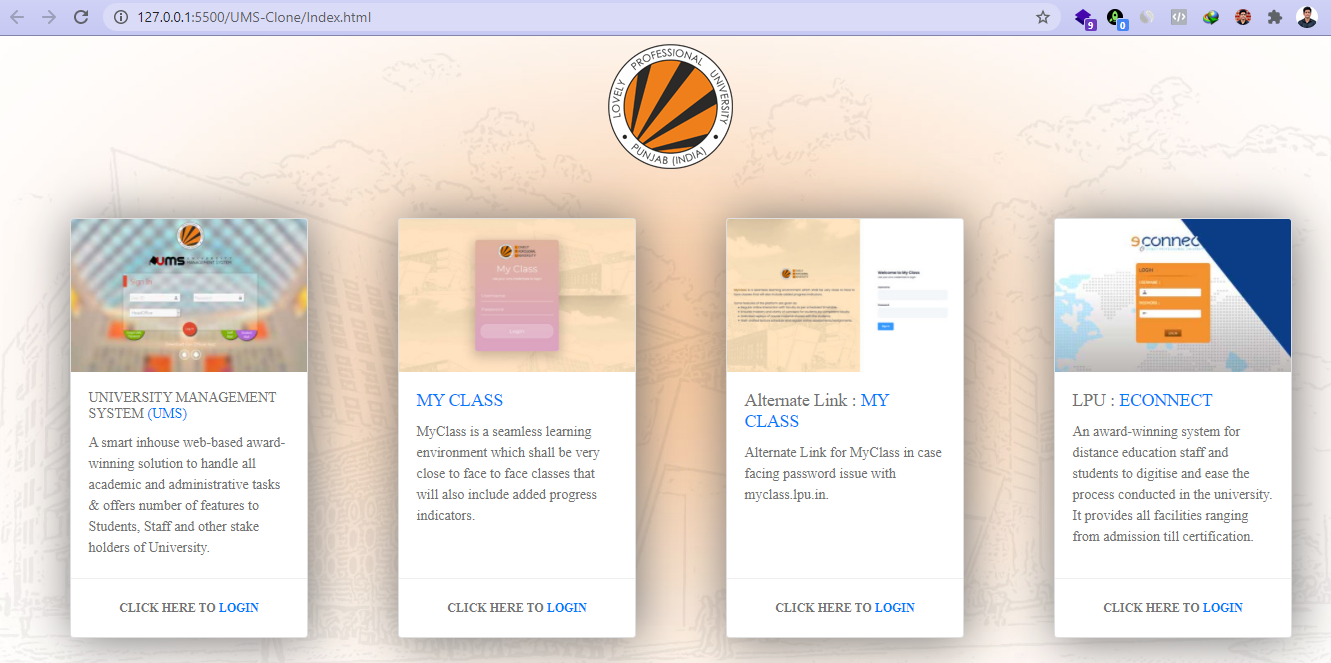 127.0.0.1:5500/UMS-Clone/Index.html
9
0
LOVELY PROFESSIONAL UNIVERSITY
PUNJAB (INDIA)
UMS
Sign In
UNIVERSITY MANAGEMENT
SYSTEM (UMS)
A smart inhouse web-based award-
winning solution to handle all
academic and administrative tasks
& offers number of features to
Students, Staff and other stake
holders of University.
CLICK HERE TO LOGIN
My Class
MY CLASS
MyClass is a seamless learning
environment which shall be very
close to face to face classes that
will also include added progress
indicators.
CLICK HERE TO LOGIN
Welcome to My Class
Alternate Link : MY
CLASS
Alternate Link for MyClass in case
facing password issue with
myclass.lpu.in.
CLICK HERE TO LOGIN
econnec
LOGIN
LPU : ECONNECT
An award-winning system for
distance education staff and
students to digitise and ease the
process conducted in the university.
It provides all facilities ranging
from admission till certification.
CLICK HERE TO LOGIN